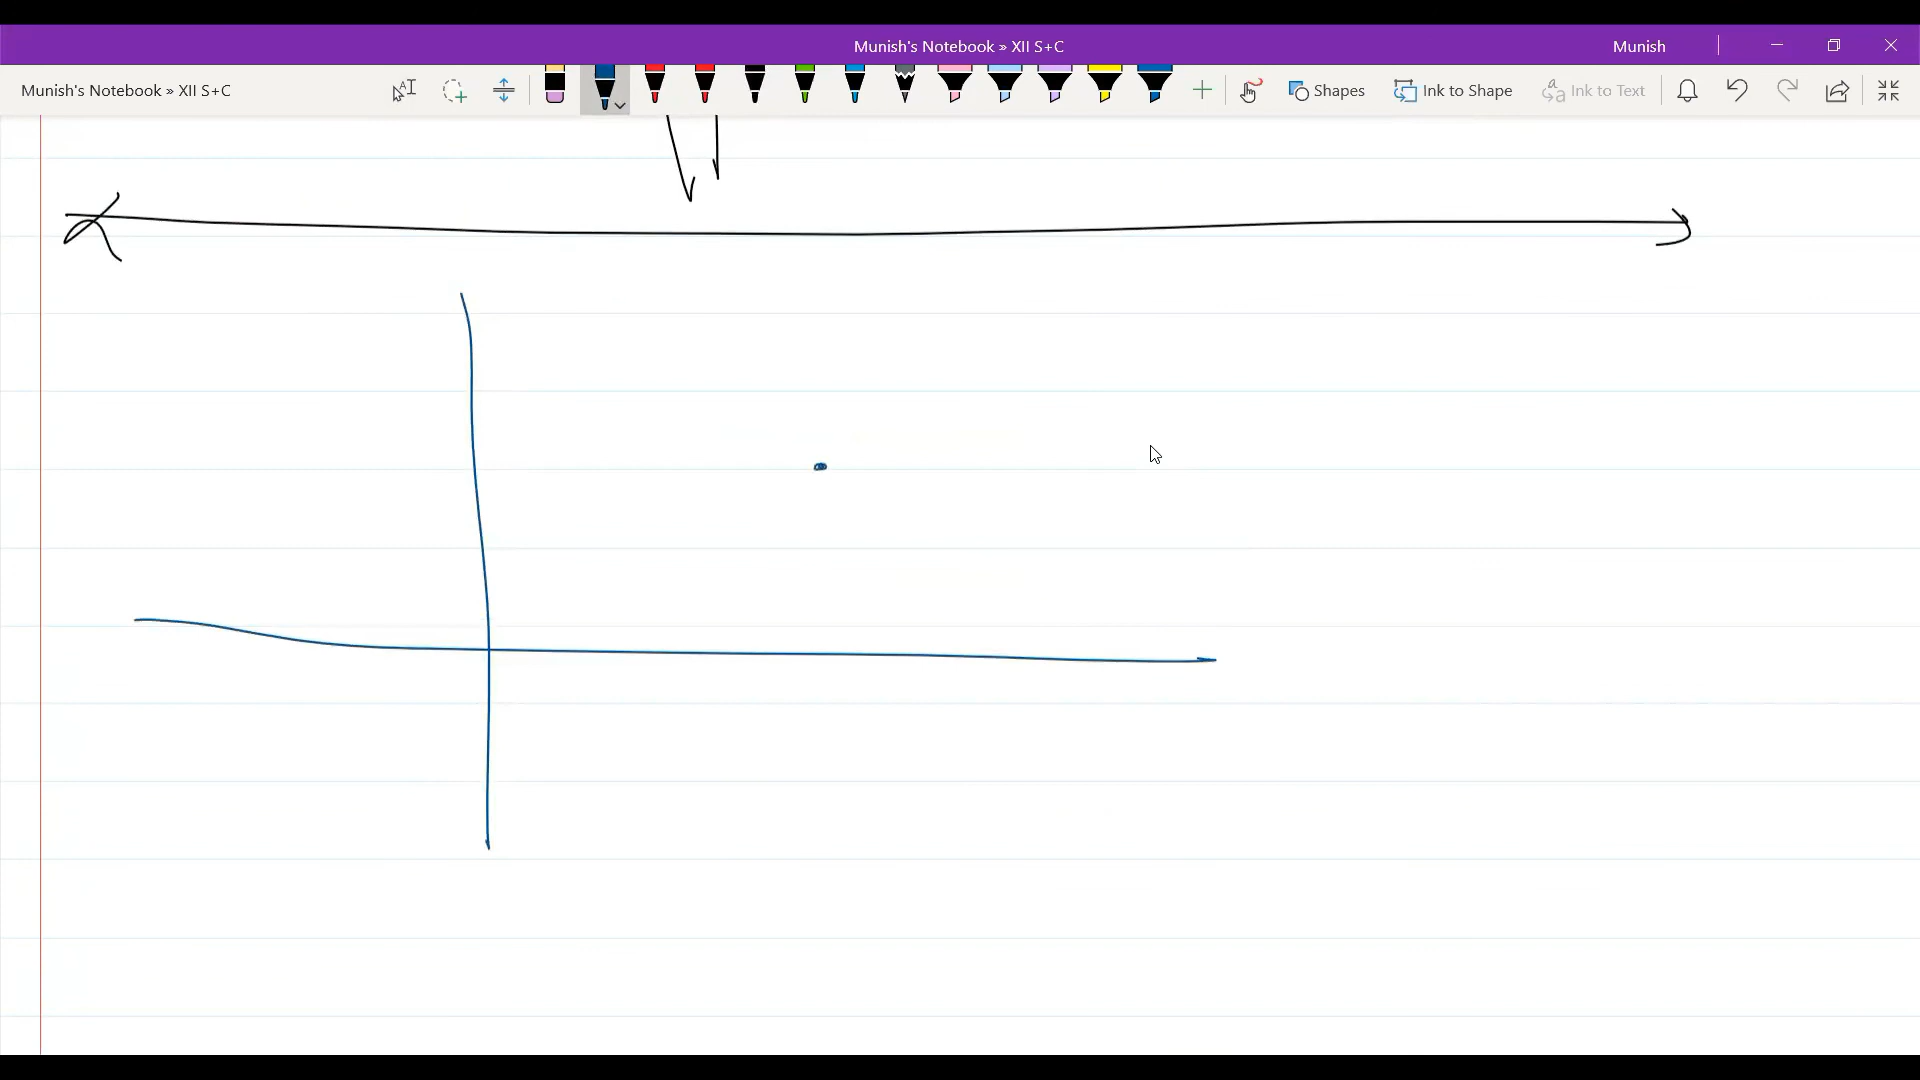 Munish's Notebook » XII S+C
Munish
Munish's Notebook » XII S+C
Shapes
Ink to Shape
Ink to Text